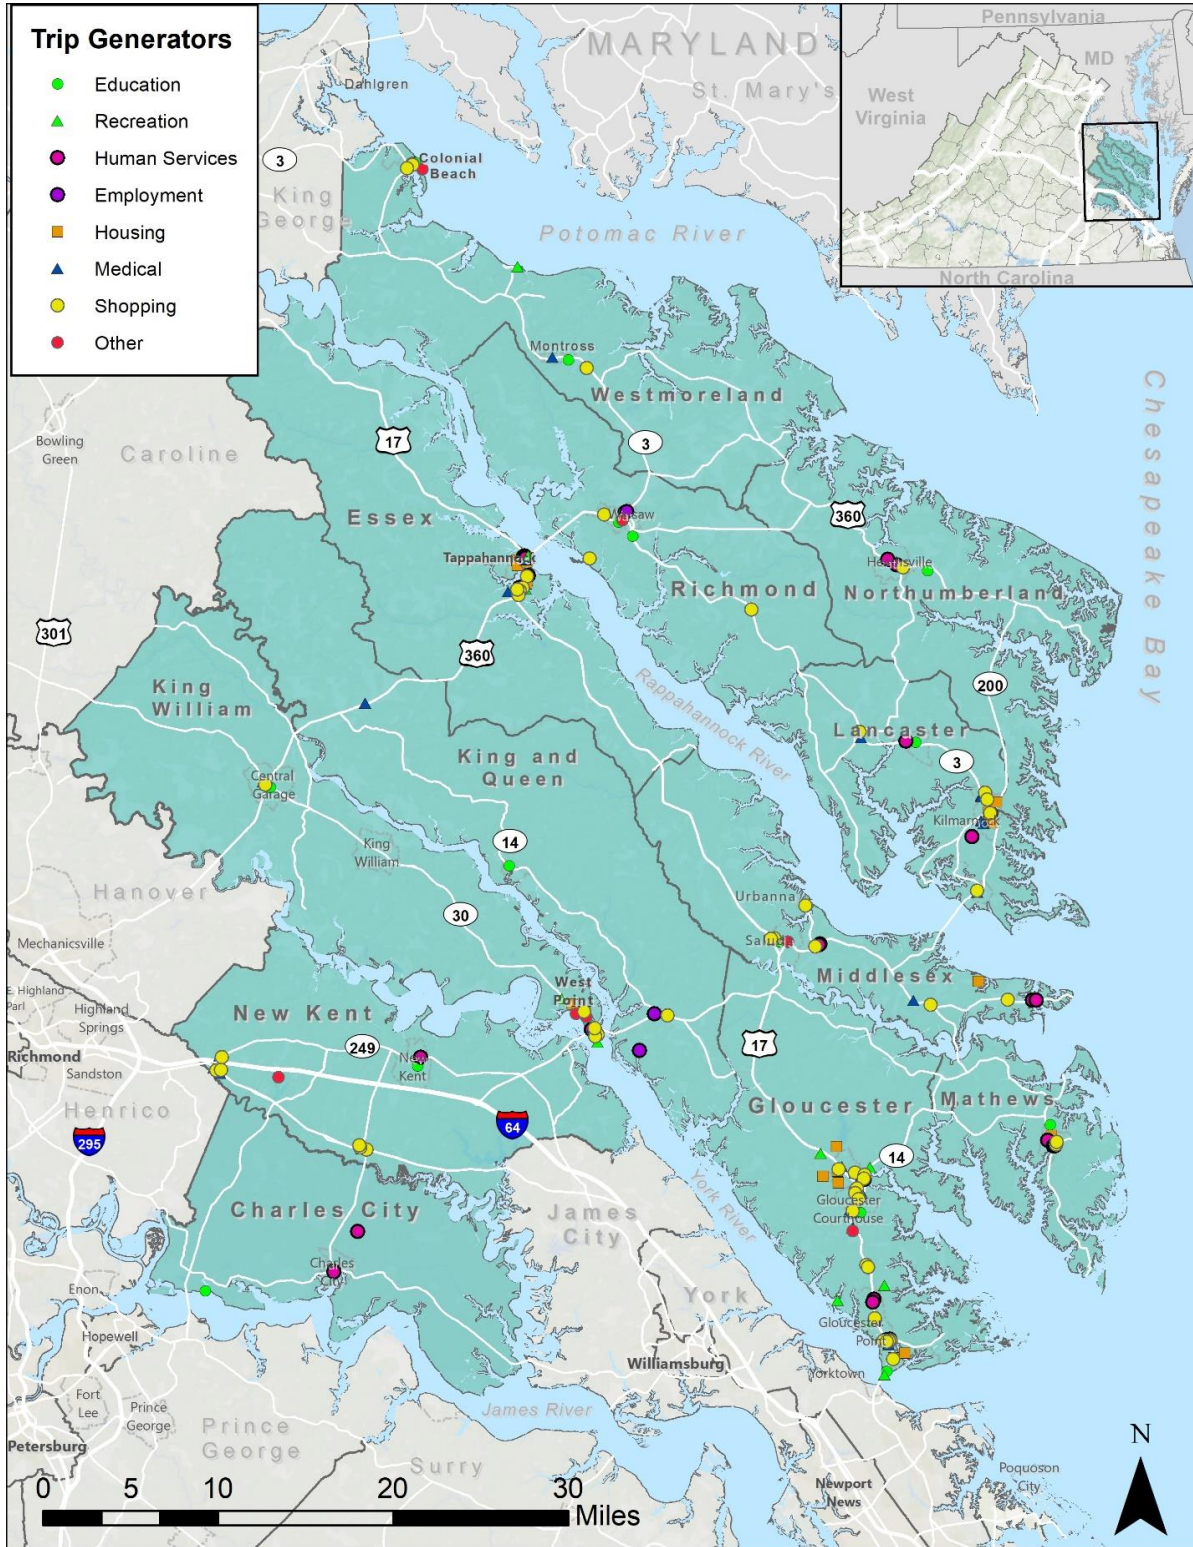 Trip Generators
Education
Recreation
Human Services
Employment
Housing
Medical
Shopping
Other
Pennsylvania
MD
West
Virginia
North Carolina
MARYLAND
St. Mary's
Dahlgren
3
King
George
Colonial
Beach
Potomac River
Montross
Westmoreland
Chesapeake Bay
Bowling
Green
Caroline
17
3
Essex
Warsaw
360
Tappahannock
Heathsville
Richmond
Northumberland
301
360
King
William
200
Rappahannock River
Lancaster
King and
Queen
3
Central
Garage
Kilmarnock
King
William
14
Hanover
Urbanna
30
Saluda
Mechanicsville
Middlesex
E. Highland
Parl
Highland
Springs
West
Point
New Kent
249
17
Richmond
Sandston
New
Kent
Gloucester
Mathews
Henrico
64
295
14
York River
Gloucester
Courthouse
Charles City
James
City
Charles
City
Enon
York
Gloucester
Point
Hopewell
Williamsburg
Yorktown
Fort
Lee
Prince
George
James River
Prince
George
Petersburg
Surry
N
Poquoson
City
Newport
News
0 5 10 20 30
Miles